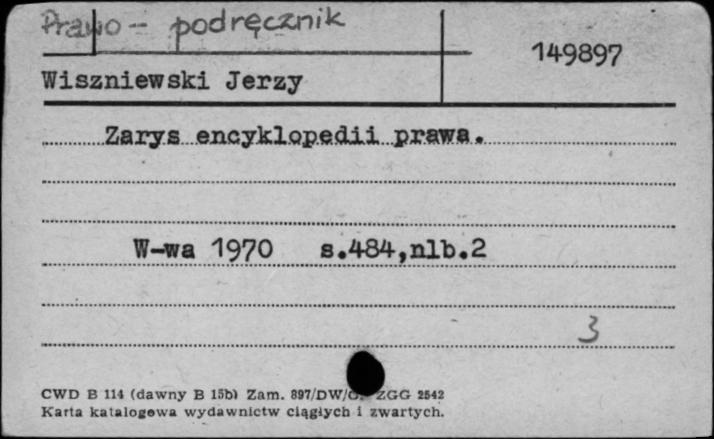 Prawo - podręcznik
149897
Wiszniewski Jerzy
Zarys encyklopedii prawa.
W-wa 1970 s.484,nlb.2
3
CWD B 114 (dawny B 15b) Zam. 897/DW/ ZGG 2542
Karta katalogowa wydawnictw ciągłych i zwartych.